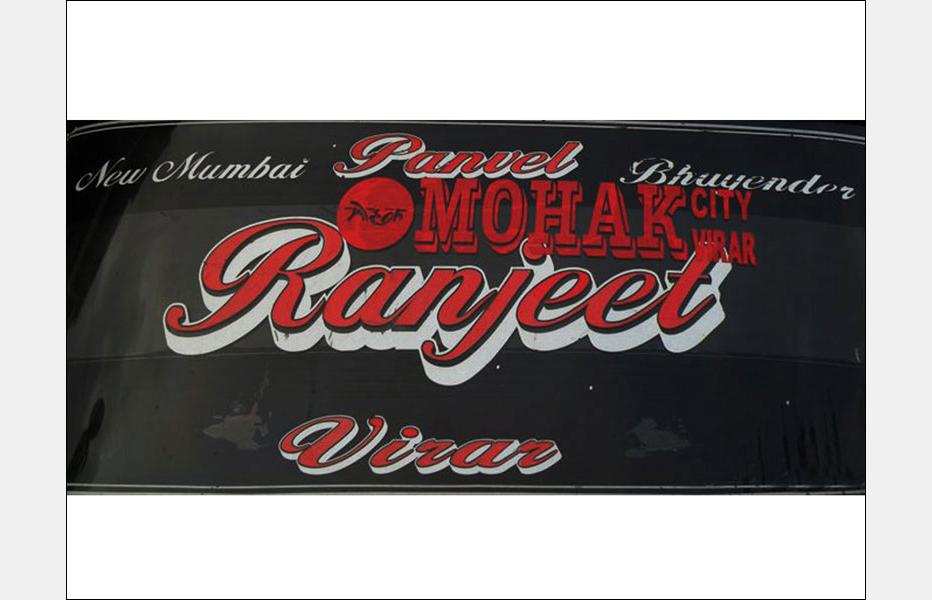 Panvel
New Mumbai Bhayender
MOHAK CITY
VIRAR
Ranjeet
Virar